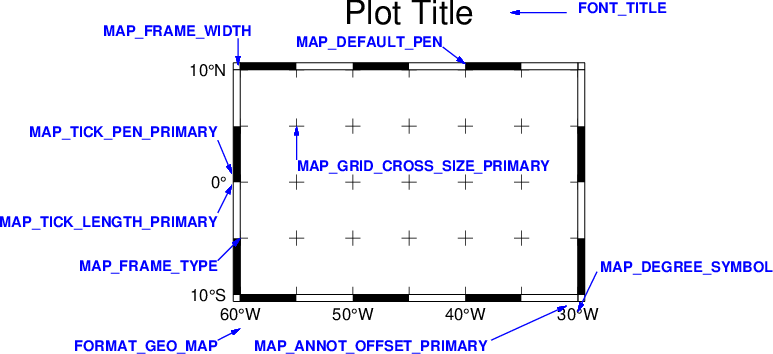 Plot Title
FONT_TITLE
MAP_FRAME_WIDTH
MAP_DEFAULT_PEN
10°N
MAP_TICK_PEN_PRIMARY
MAP_GRID_CROSS_SIZE_PRIMARY
0°
MAP_TICK_LENGTH_PRIMARY
MAP_FRAME_TYPE
MAP_DEGREE_SYMBOL
10°S
60°W 50°W 40°W 30°W
FORMAT_GEO_MAP
MAP_ANNOT_OFFSET_PRIMARY